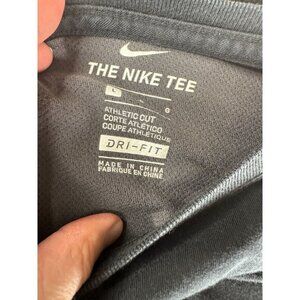 THE NIKE TEE
L G
ATHLETIC CUT
CORTE ATLÉTICO
COUPE ATHLÉTIQUE
DRI-FIT
MADE IN CHINA
FABRIQUÉ EN CHINE